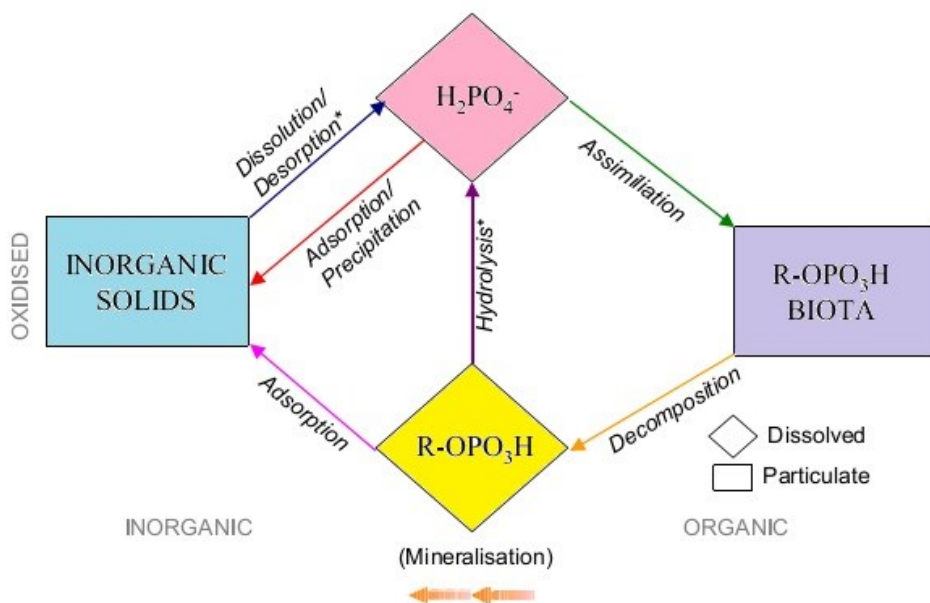 H₂PO₄⁻
Dissolution/
Desorption*
Adsorption/
Precipitation
Assimiliation
OXIDISED
INORGANIC
SOLIDS
Hydrolysis*
R-OPO₃H
BIOTA
Adsorption
R-OPO₃H
Decomposition
Dissolved
Particulate
INORGANIC
ORGANIC
(Mineralisation)